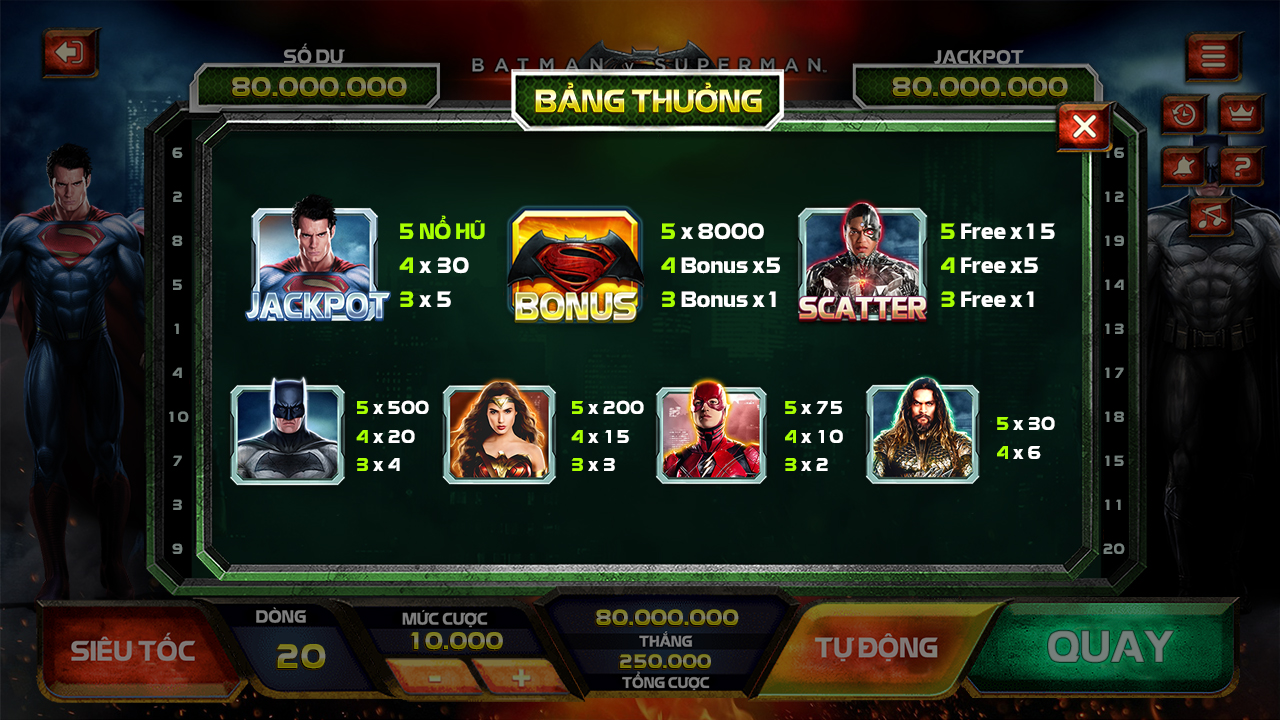 SỐ DƯ
80.000.000
BATMAN v SUPERMAN
JACKPOT
80.000.000
BẢNG THƯỞNG
6
2
8
5
1
4
10
7
3
9
JACKPOT
5 NỔ HŨ
4 x 30
3 x 5
BONUS
5 x 8000
4 Bonus x5
3 Bonus x 1
SCATTER
5 Free x 15
4 Free x5
3 Free x 1
5 x 500
4 x 20
3 x 4
5 x 200
4 x 15
3 x 3
5 x 75
4 x 10
3 x 2
5 x 30
4 x 6
16
12
19
14
13
17
18
15
11
20
SIÊU TỐC
DÒNG
20
MỨC CƯỢC
10.000
- +
80.000.000
THẮNG
250.000
TỔNG CƯỢC
TỰ ĐỘNG
QUAY